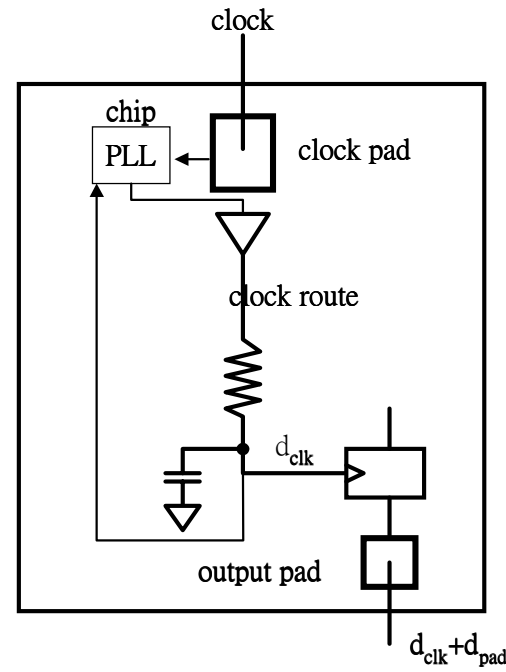 clock
chip
PLL
clock pad
clock route
dclk
output pad
dclk+dpad